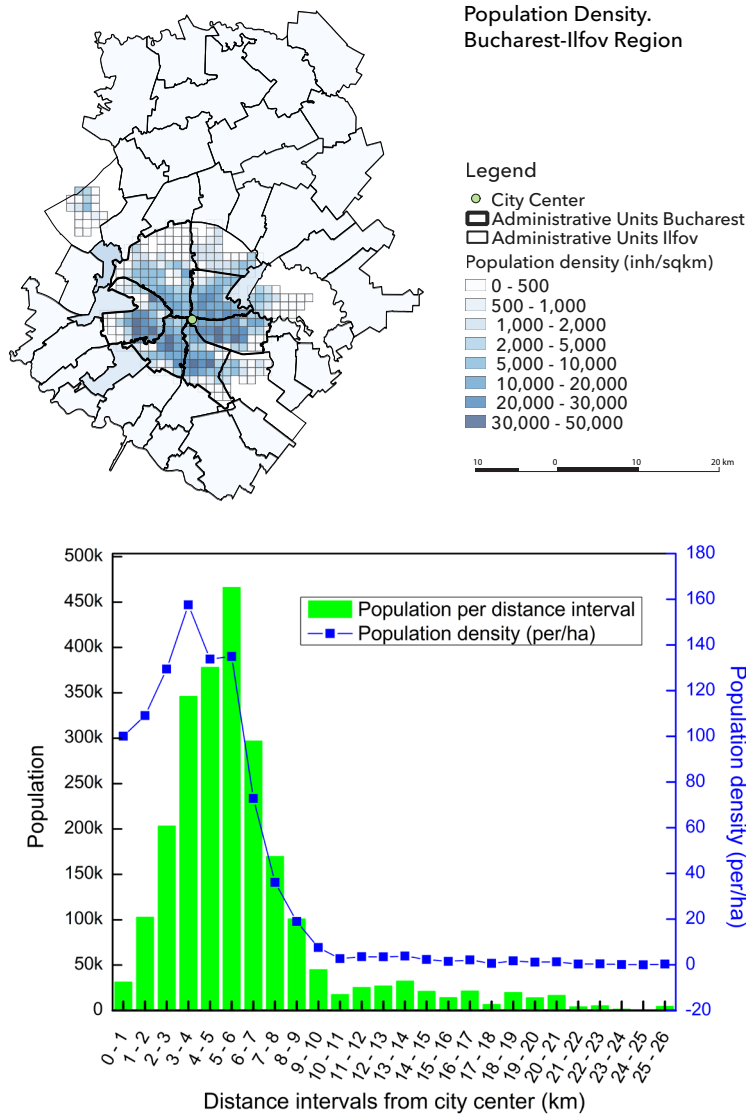 Population Density.
Bucharest-Ilfov Region
Legend
City Center
Administrative Units Bucharest
Administrative Units Ilfov
Population density (inh/sqkm)
0 - 500
500 - 1,000
1,000 - 2,000
2,000 - 5,000
5,000 - 10,000
10,000 - 20,000
20,000 - 30,000
30,000 - 50,000
10 0 10 20 km
500k
450k
400k
350k
300k
250k
200k
150k
100k
50k
0
Population
Population per distance interval
Population density (per/ha)
180
160
140
120
100
80
60
40
20
0
-20
Population density (per/ha)
0 - 1
1 - 2
2 - 3
3 - 4
4 - 5
5 - 6
6 - 7
7 - 8
8 - 9
9 - 10
10 - 11
11 - 12
12 - 13
13 - 14
14 - 15
15 - 16
16 - 17
17 - 18
18 - 19
19 - 20
20 - 21
21 - 22
22 - 23
23 - 24
24 - 25
25 - 26
Distance intervals from city center (km)